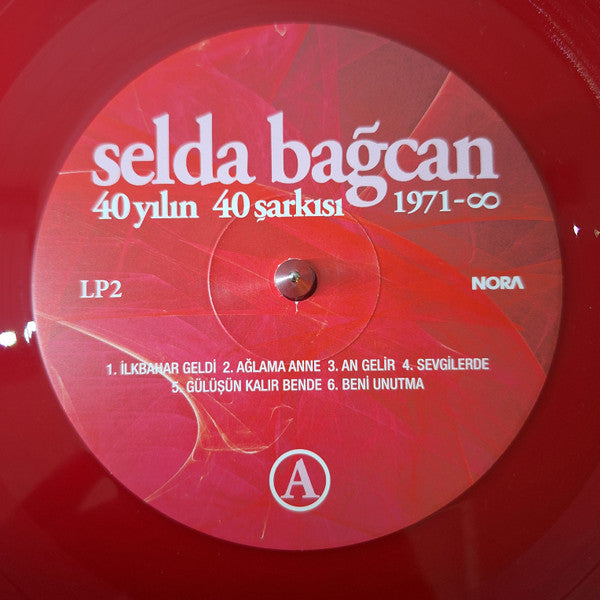 selda bağcan
40 yılın 40 şarkısı 1971-∞
LP2
NORA
1. İLKBAHAR GELDİ 2. AĞLAMA ANNE 3. AN GELİR 4. SEVGİLERDE
5. GÜLÜŞÜN KALIR BENDE 6. BENİ UNUTMA
A